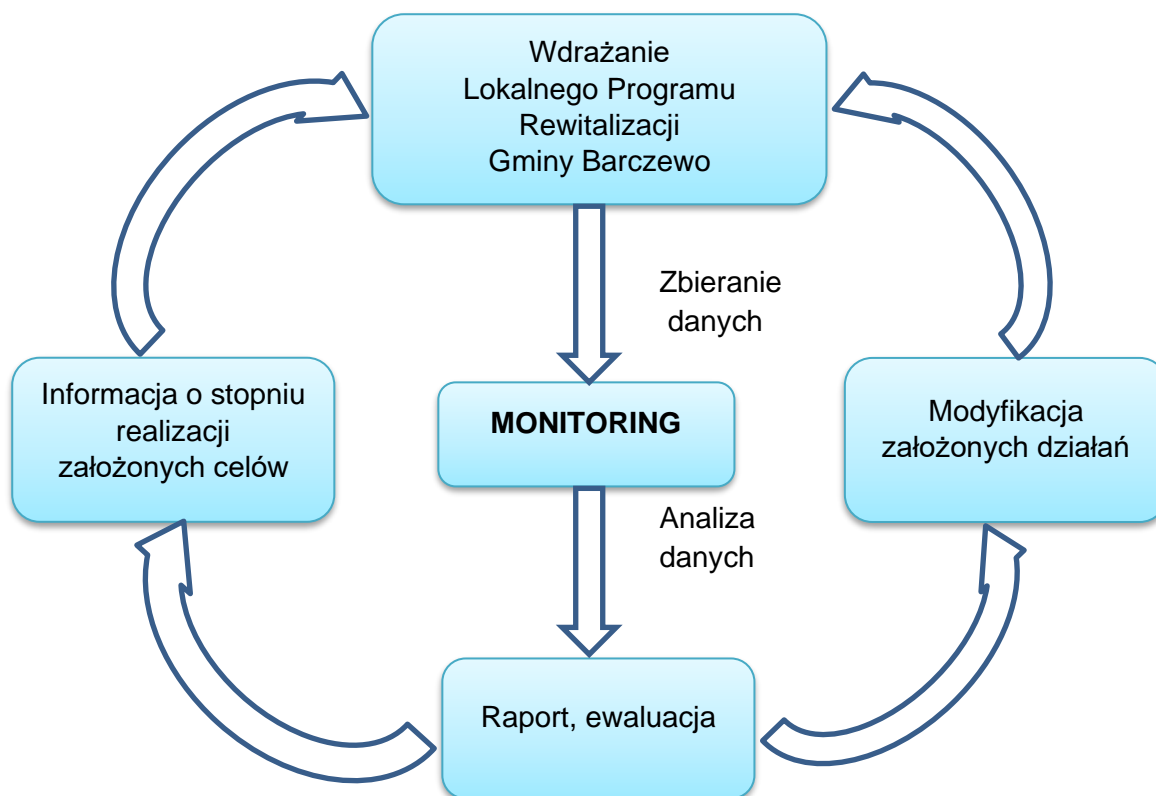 Wdrażanie
Lokalnego Programu
Rewitalizacji
Gminy Barczewo
Zbieranie
danych
Informacja o stopniu
realizacji
założonych celów
MONITORING
Modyfikacja
założonych działań
Analiza
danych
Raport, ewaluacja